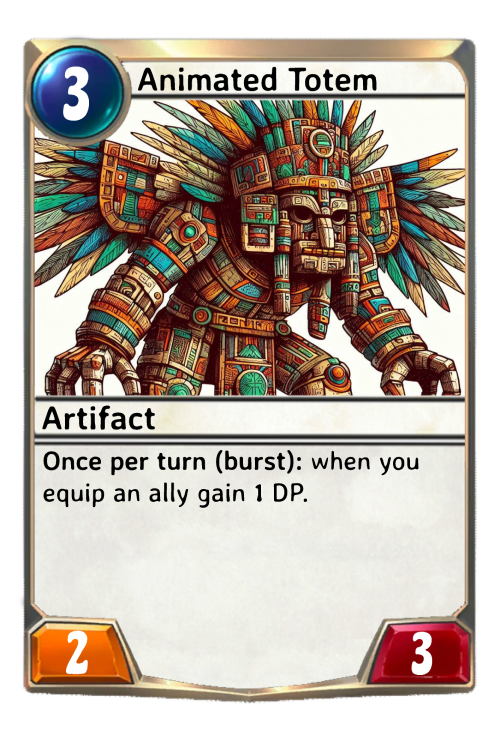 3
Animated Totem
Artifact
Once per turn (burst): when you
equip an ally gain 1 DP.
2
3